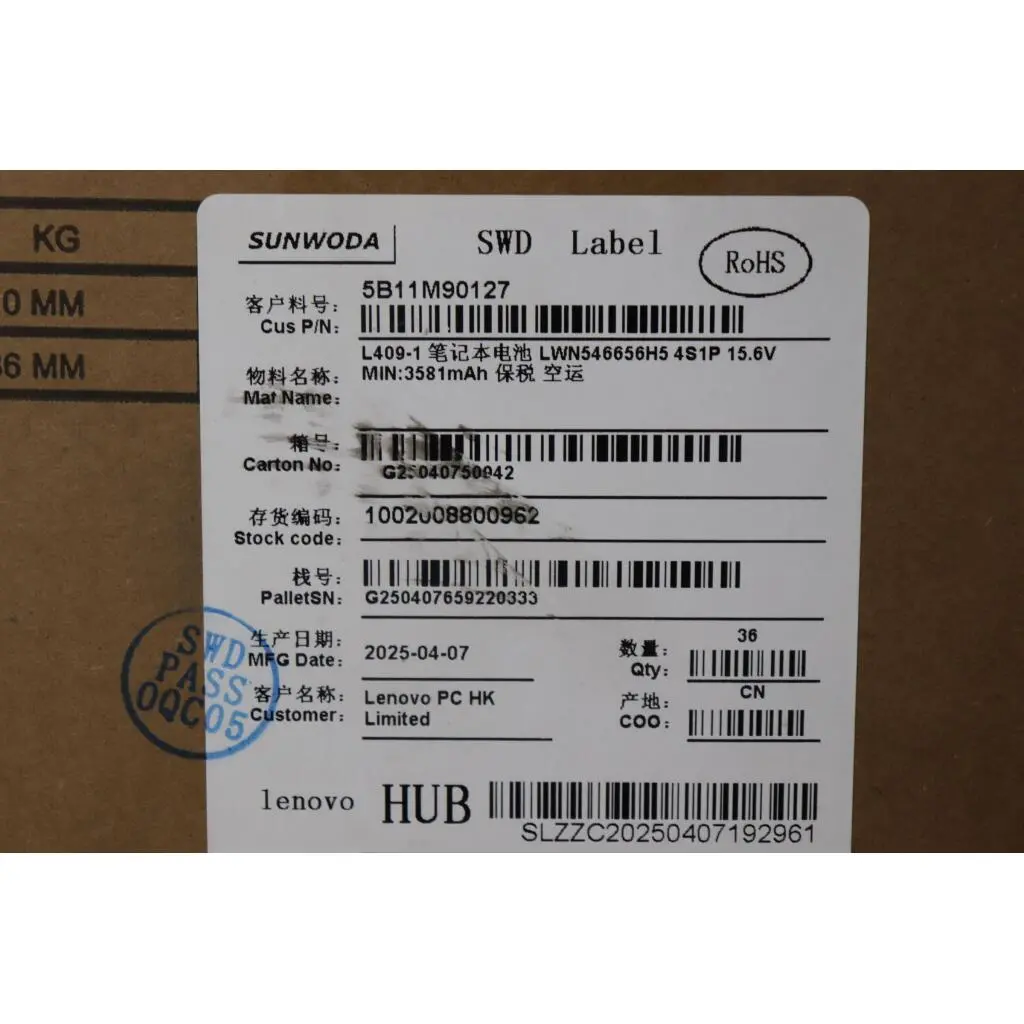 KG
0 MM
36 MM
SUNWODA
SWD Label
RoHS
客户料号:
Cus P/N:
5B11M90127
物料名称:
Mat Name:
L409-1 笔记本电池 LWN546656H5 4S1P 15.6V
MIN:3581mAh 保税 空运
箱号:
Carton No:
G25040750942
存货编码:
Stock code:
1002008800962
栈号:
PalletSN:
G250407659220333
生产日期:
MFG Date:
2025-04-07
数量:
Qty:
36
客户名称:
Customer:
Lenovo PC HK
Limited
产地:
COO:
CN
SWD
PASS
OQC05
lenovo HUB
SLZZC20250407192961